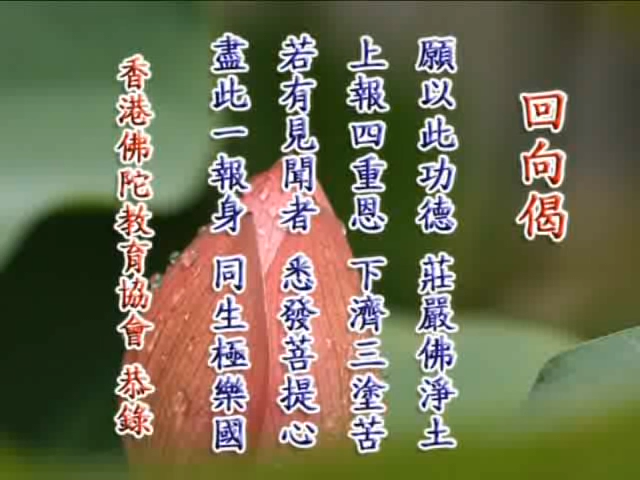 回向偈
願以此功德 莊嚴佛淨土
上報四重恩 下濟三塗苦
若有見聞者 悉發菩提心
盡此一報身 同生極樂國
香港佛陀教育協會 恭錄